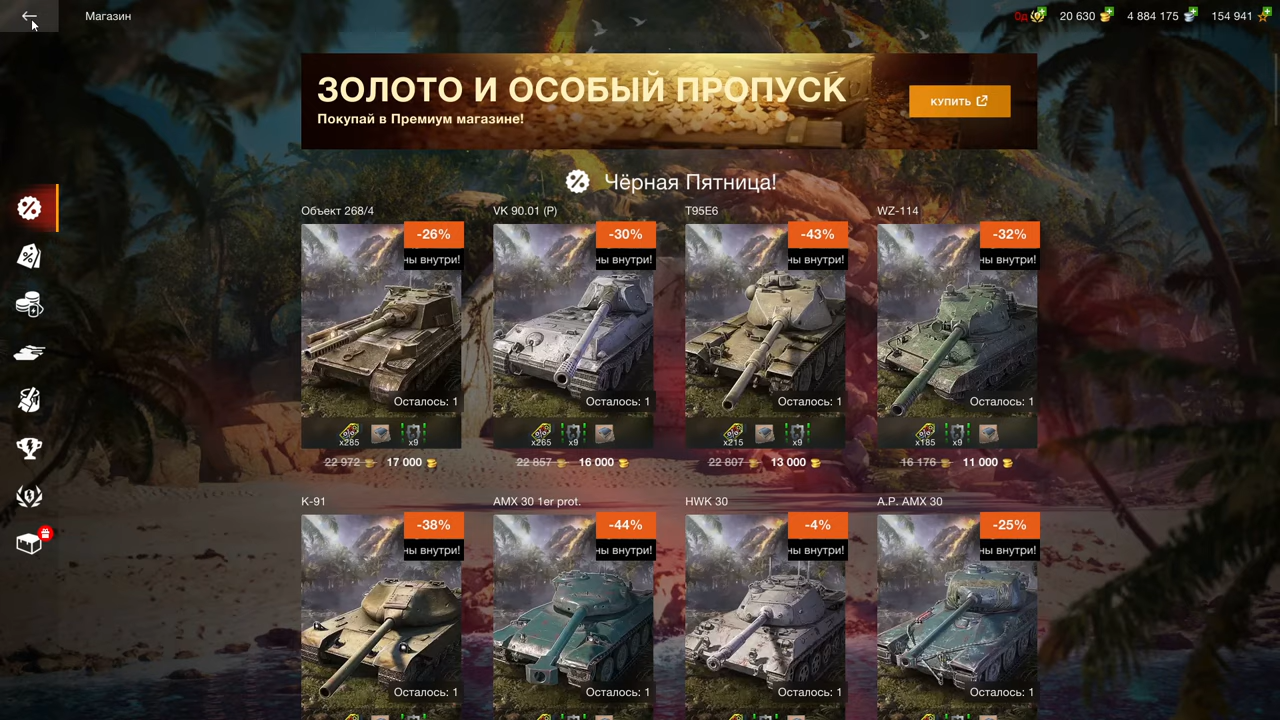 Магазин
0д 20 630 4 884 175 154 941
ЗОЛОТО И ОСОБЫЙ ПРОПУСК
Покупай в Премиум магазине!
КУПИТЬ
Чёрная Пятница!
Объект 268/4 VK 90.01 (P) T95E6 WZ-114
-26% -30% -43% -32%
ны внутри! ны внутри! ны внутри! ны внутри!
Осталось: 1 Осталось: 1 Осталось: 1 Осталось: 1
x285 x9 x265 x9 x215 x9 x185 x9
22 972 17 000 22 857 16 000 22 807 13 000 16 176 11 000
K-91 AMX 30 1er prot. HWK 30 A.P. AMX 30
-38% -44% -4% -25%
ны внутри! ны внутри! ны внутри! ны внутри!
Осталось: 1 Осталось: 1 Осталось: 1 Осталось: 1